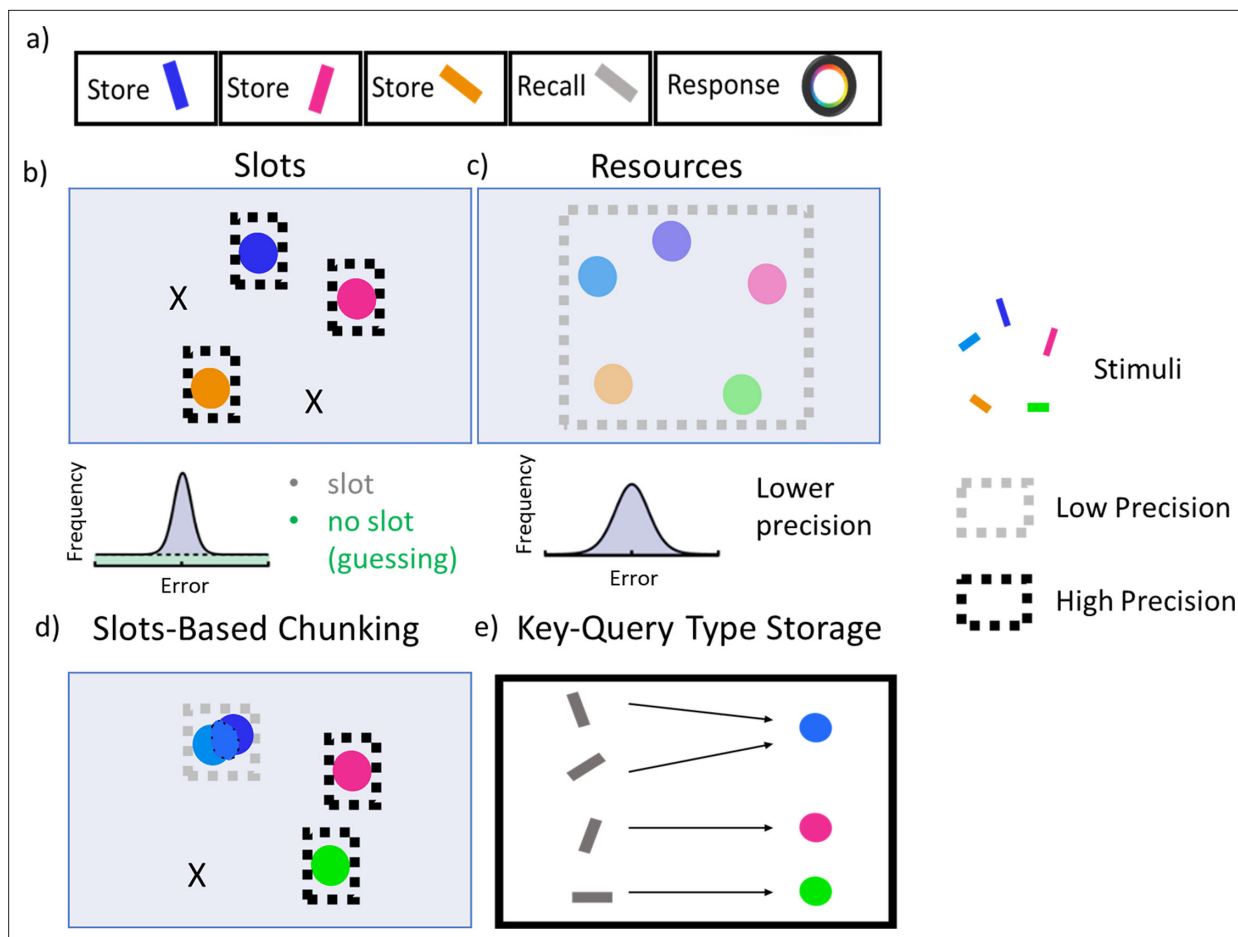 a)
Store
Store
Store
Recall
Response
b)
Slots
c)
Resources
X
X
Stimuli
Frequency
Error
• slot
• no slot
(guessing)
Frequency
Error
Lower
precision
Low Precision
High Precision
d)
Slots-Based Chunking
e)
Key-Query Type Storage
X